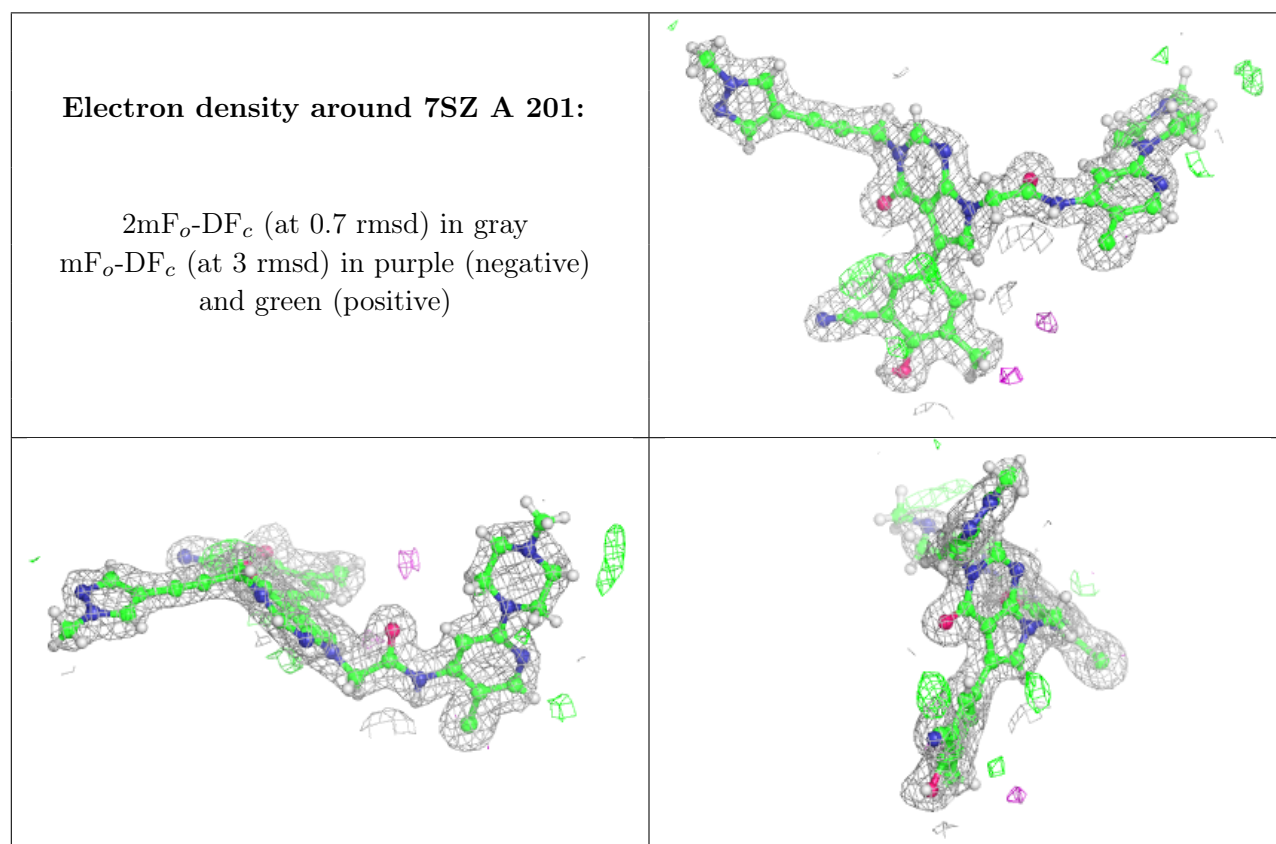 Electron density around 7SZ A 201:
2mFₒ-DF𝒸 (at 0.7 rmsd) in gray
mFₒ-DF𝒸 (at 3 rmsd) in purple (negative)
and green (positive)